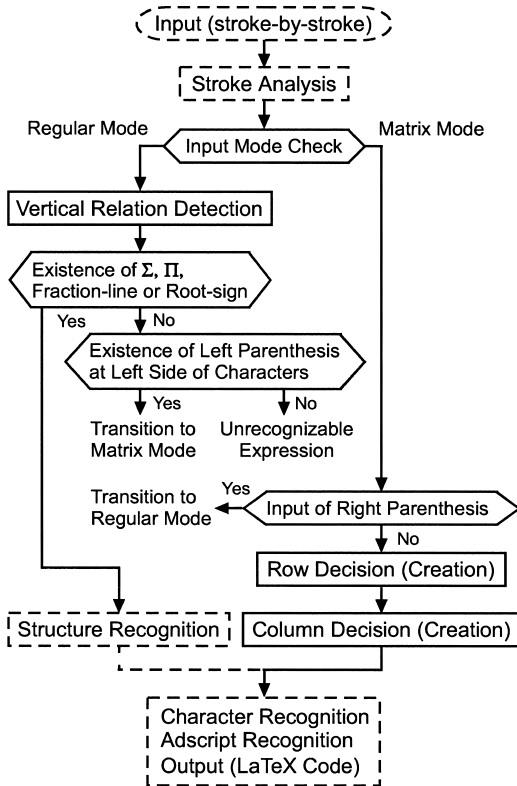 Input (stroke-by-stroke)
Stroke Analysis
Regular Mode
Matrix Mode
Input Mode Check
Vertical Relation Detection
Existence of Σ, Π,
Fraction-line or Root-sign
Yes
No
Existence of Left Parenthesis
at Left Side of Characters
Yes
No
Transition to
Matrix Mode
Unrecognizable
Expression
Transition to
Regular Mode
Yes
Input of Right Parenthesis
No
Row Decision (Creation)
Structure Recognition
Column Decision (Creation)
Character Recognition
Adscript Recognition
Output (LaTeX Code)